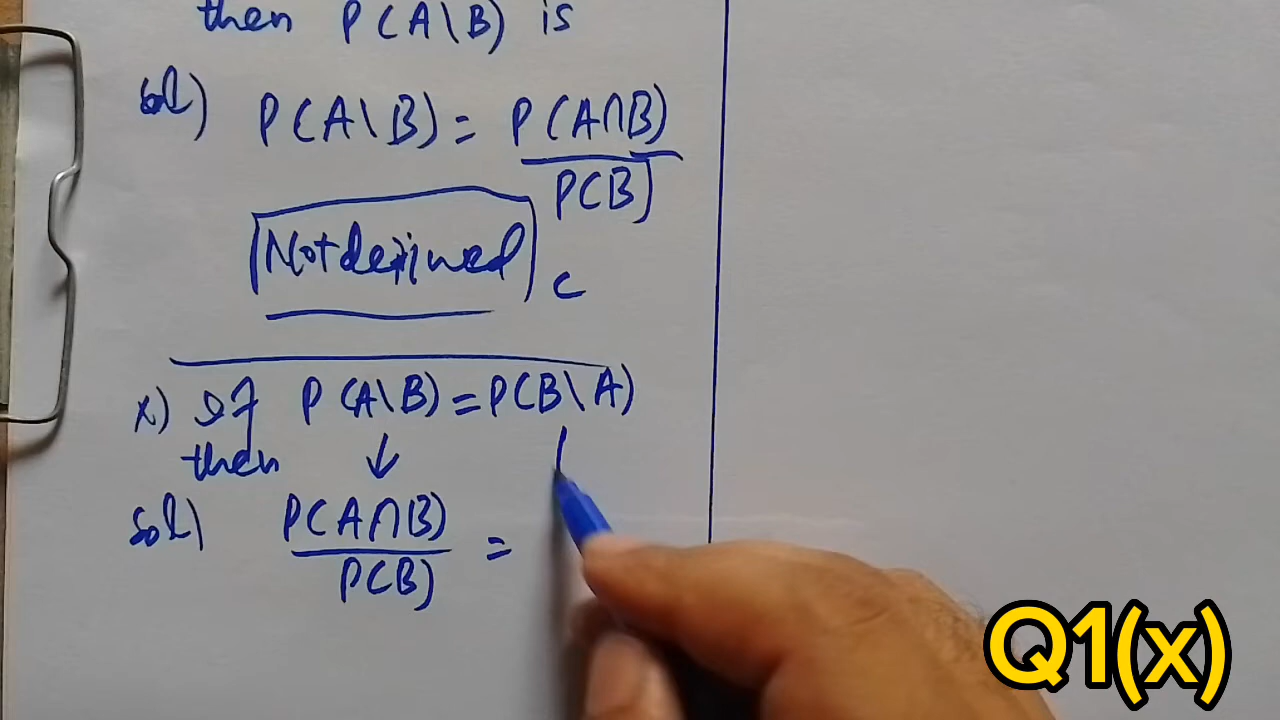 then P(A\B) is
Sol) P(A\B) = P(A∩B)
P(B)
Not defined C
x) If P(A\B) = P(B\A)
then ↓
Sol) P(A∩B) =
P(B)
Q1(x)